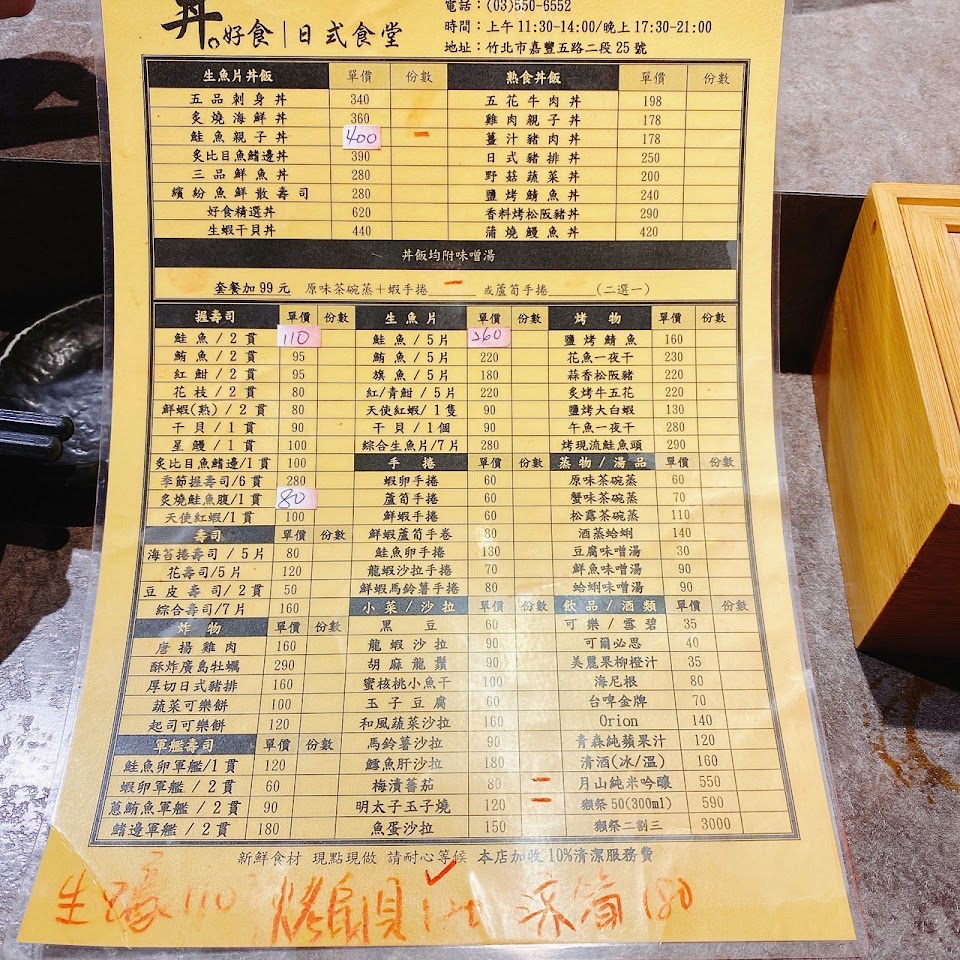 丼。好食|日式食堂
電話：(03)550-6552
時間：上午 11:30-14:00/晚上 17:30-21:00
地址：竹北市嘉豐五路二段 25 號
生魚片丼飯 單價 份數 熟食丼飯 單價 份數
五品刺身丼 340 五花牛肉丼 198
炙燒海鮮丼 360 雞肉親子丼 178
鮭魚親子丼 400 薑汁豬肉丼 178
炙比目魚鰭邊丼 390 日式豬排丼 250
三品鮮魚丼 280 野菇蔬菜丼 200
繽紛魚鮮散壽司 280 鹽烤鯖魚丼 240
好食精選丼 620 香料烤松阪豬丼 290
生蝦干貝丼 440 蒲燒鰻魚丼 420
丼飯均附味噌湯
套餐加 99 元 原味茶碗蒸＋蝦手捲 或蘆筍手捲 (二選一)
握壽司 單價 份數 生魚片 單價 份數 烤物 單價 份數
鮭魚/2貫 110 鮭魚/5片 260 鹽烤鯖魚 160
鮪魚/2貫 95 鮪魚/5片 220 花魚一夜干 230
紅魽/2貫 95 旗魚/5片 180 蒜香松阪豬 220
花枝/2貫 80 紅/青魽/5片 220 炙烤牛五花 220
鮮蝦(熟)/2貫 80 天使紅蝦/1隻 90 鹽烤大白蝦 130
干貝/1貫 90 干貝/1個 90 午魚一夜干 280
星鰻/1貫 100 綜合生魚片/7片 280 烤現流鮭魚頭 290
炙比目魚鰭邊/1貫 100 手捲 單價 份數 蒸物/湯品 單價 份數
季節握壽司/6貫 280 蝦卵手捲 60 原味茶碗蒸 60
炙燒鮭魚腹/1貫 80 蘆筍手捲 60 蟹味茶碗蒸 70
天使紅蝦/1貫 100 鮮蝦手捲 60 松露茶碗蒸 110
壽司 單價 份數 鮮蝦蘆筍手卷 80 酒蒸蛤蜊 140
海苔捲壽司/5片 80 鮭魚卵手捲 130 豆腐味噌湯 30
花壽司/5片 120 龍蝦沙拉手捲 70 鮮魚味噌湯 90
豆皮壽司/2貫 50 鮮蝦馬鈴薯手捲 80 蛤蜊味噌湯 90
綜合壽司/7片 160 小菜/沙拉 單價 份數 飲品/酒類 單價 份數
炸物 單價 份數 黑豆 60 可樂/雪碧 35
唐揚雞肉 160 龍蝦沙拉 90 可爾必思 40
酥炸廣島牡蠣 290 胡麻龍鬚 90 美麗果柳橙汁 35
厚切日式豬排 160 蜜核桃小魚干 100 海尼根 80
蔬菜可樂餅 100 玉子豆腐 60 台啤金牌 70
起司可樂餅 120 和風蔬菜沙拉 160 Orion 140
軍艦壽司 單價 份數 馬鈴薯沙拉 90 青森純蘋果汁 120
鮭魚卵軍艦/1貫 120 鱈魚肝沙拉 180 清酒(冰/溫) 160
蝦卵軍艦/2貫 60 梅漬蕃茄 80 月山純米吟釀 550
蔥鮪魚軍艦/2貫 90 明太子玉子燒 120 獺祭 50(300ml) 590
鰭邊軍艦/2貫 180 魚蛋沙拉 150 獺祭二割三 3000
新鮮食材 現點現做 請耐心等候 本店加收 10%清潔服務費
生蠔 110 烤扇貝 120
180